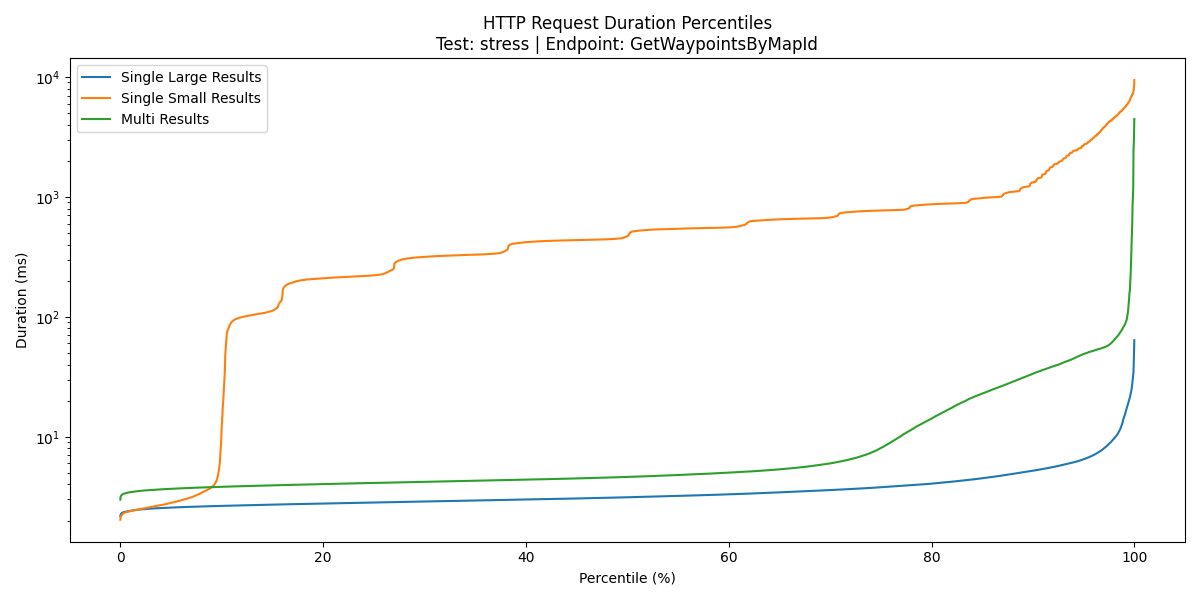 HTTP Request Duration Percentiles
Test: stress | Endpoint: GetWaypointsByMapId
Single Large Results
Single Small Results
Multi Results
Duration (ms)
10^4
10^3
10^2
10^1
0 20 40 60 80 100
Percentile (%)